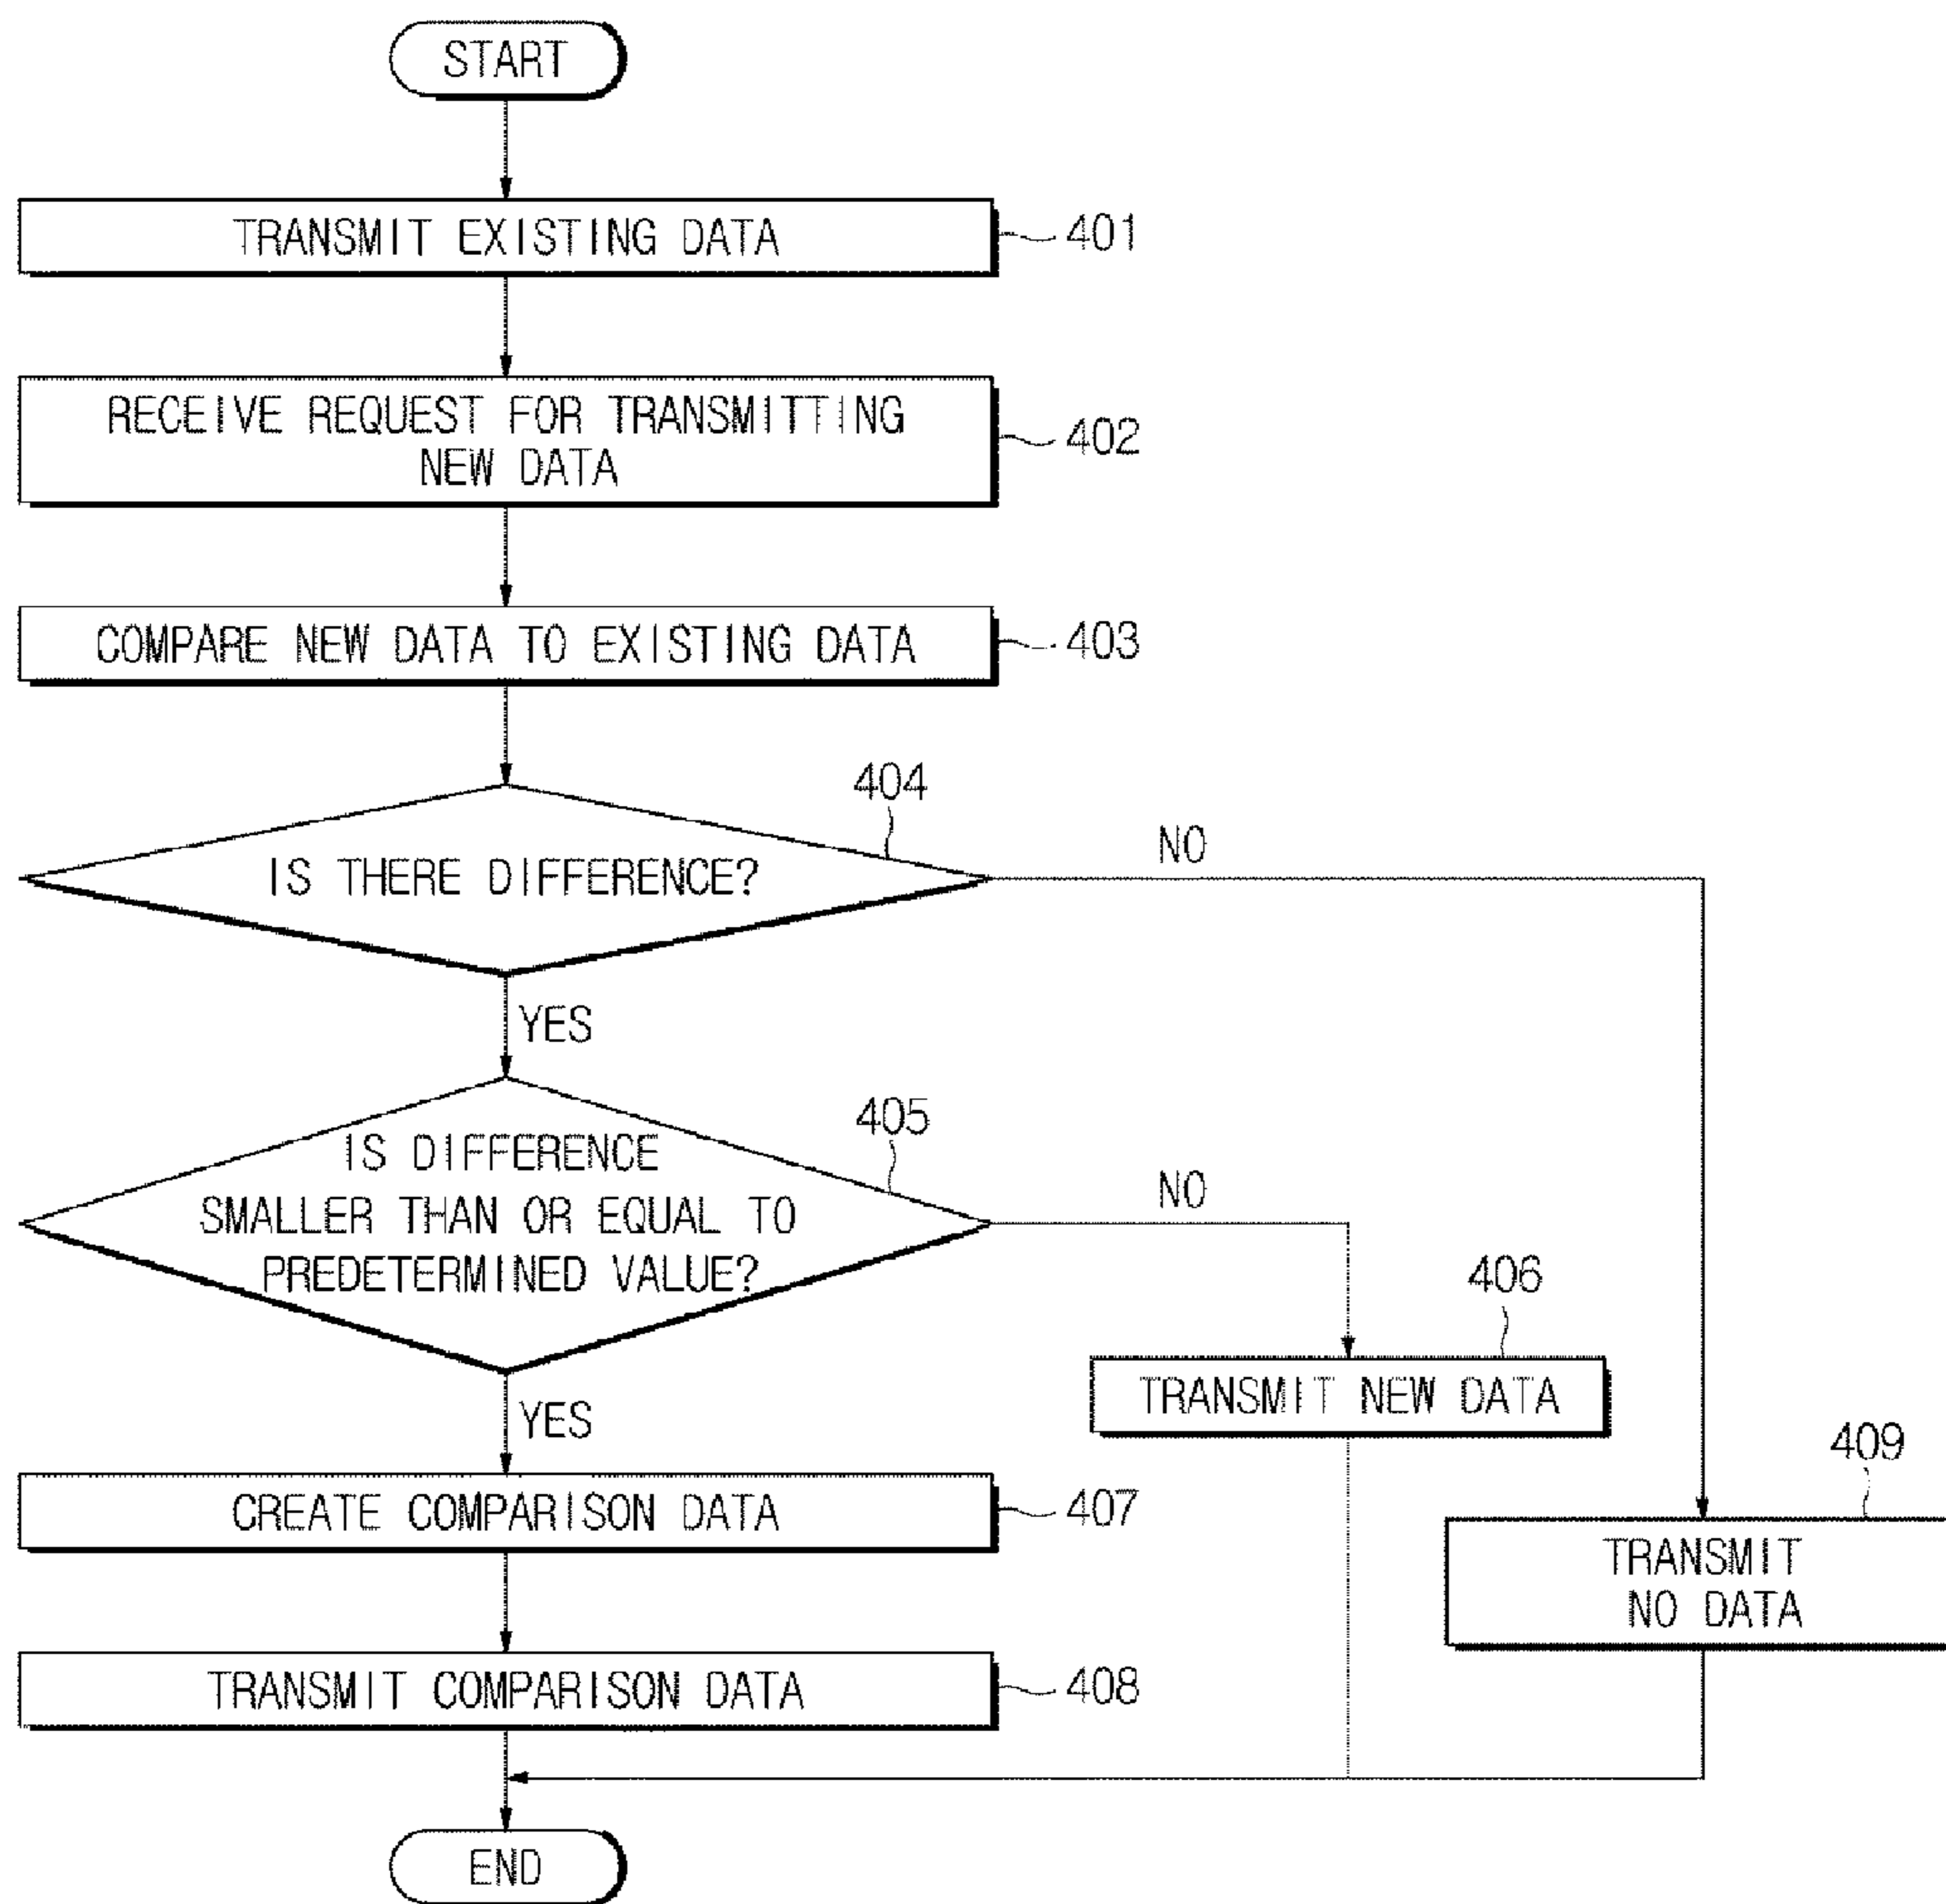 START
TRANSMIT EXISTING DATA
401
RECEIVE REQUEST FOR TRANSMITTING
NEW DATA
402
COMPARE NEW DATA TO EXISTING DATA
403
404
IS THERE DIFFERENCE?
NO
YES
405
IS DIFFERENCE
SMALLER THAN OR EQUAL TO
PREDETERMINED VALUE?
NO
406
TRANSMIT NEW DATA
YES
409
TRANSMIT
NO DATA
CREATE COMPARISON DATA
407
TRANSMIT COMPARISON DATA
408
END